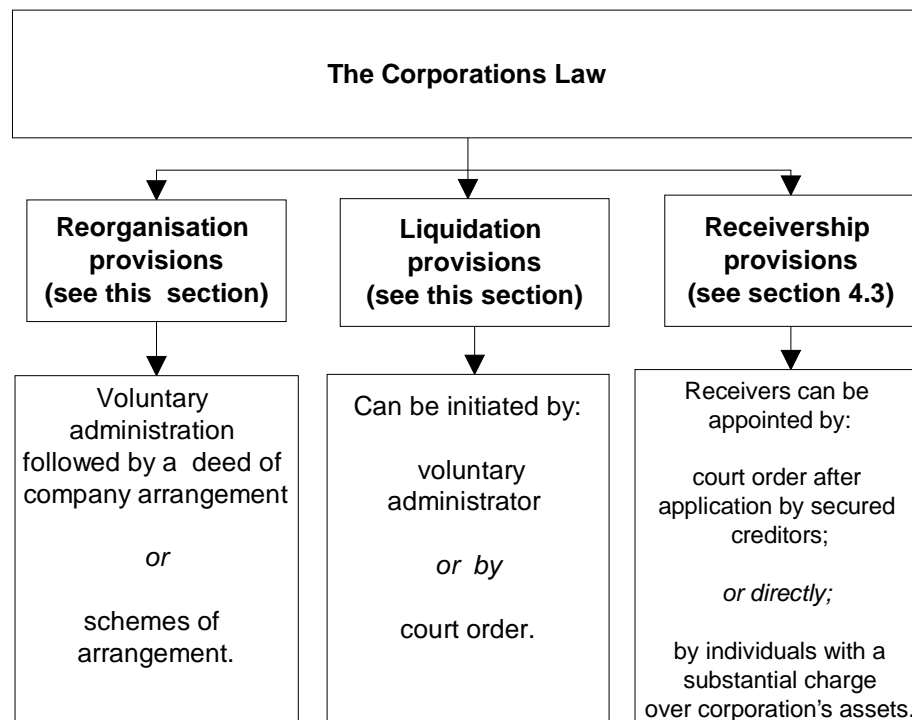 The Corporations Law
Reorganisation
provisions
(see this section)
Liquidation
provisions
(see this section)
Receivership
provisions
(see section 4.3)
Voluntary
administration
followed by a deed of
company arrangement
or
schemes of
arrangement.
Can be initiated by:
voluntary
administrator
or by
court order.
Receivers can be
appointed by:
court order after
application by secured
creditors;
or directly;
by individuals with a
substantial charge
over corporation's assets.